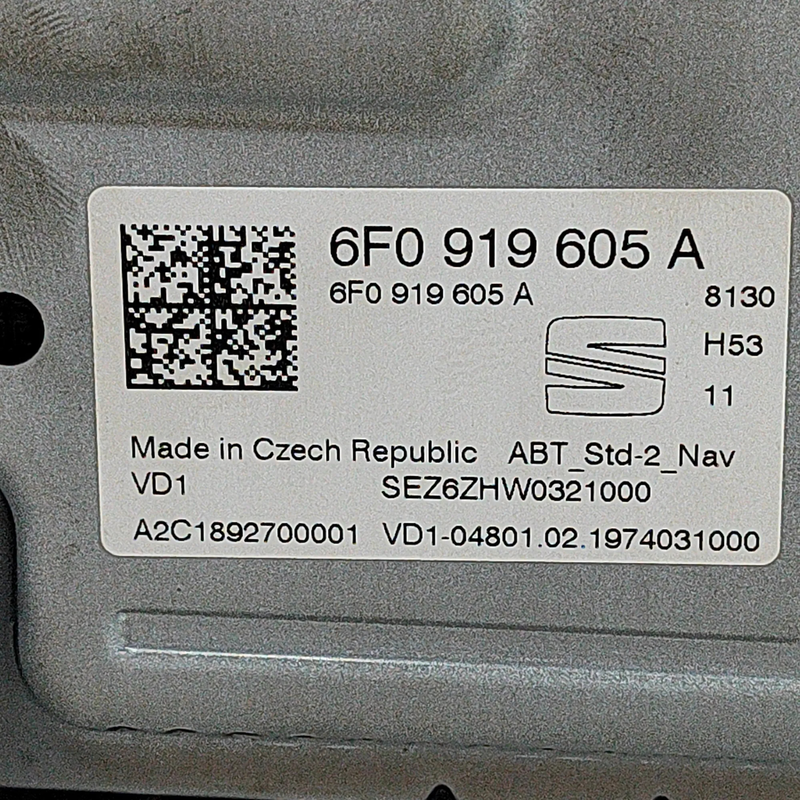 6F0 919 605 A
6F0 919 605 A 8130
H53
11
Made in Czech Republic ABT_Std-2_Nav
VD1 SEZ6ZHW0321000
A2C1892700001 VD1-04801.02.1974031000